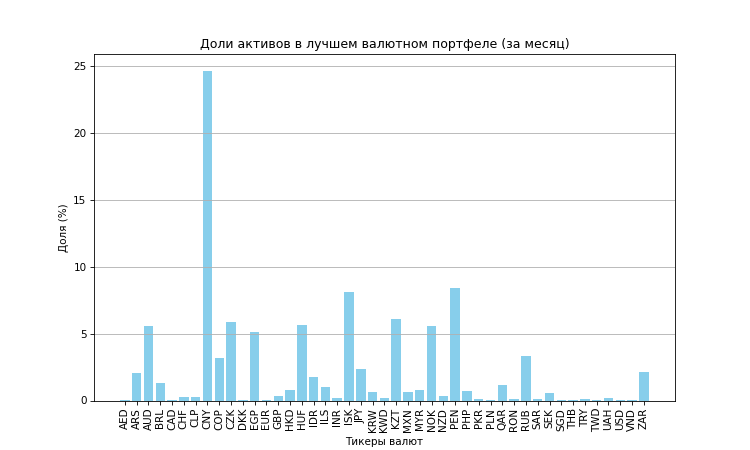 Доли активов в лучшем валютном портфеле (за месяц)
25
20
15
10
5
0
Доля (%)
AED ARS AUD BRL CAD CHF CLP CNY COP CZK DKK EGP EUR GBP HKD HUF IDR ILS INR ISK JPY KRW KWD KZT MXN MYR NOK NZD PEN PHP PKR PLN QAR RON RUB SAR SEK SGD THB TRY TWD UAH USD VND ZAR
Тикеры валют